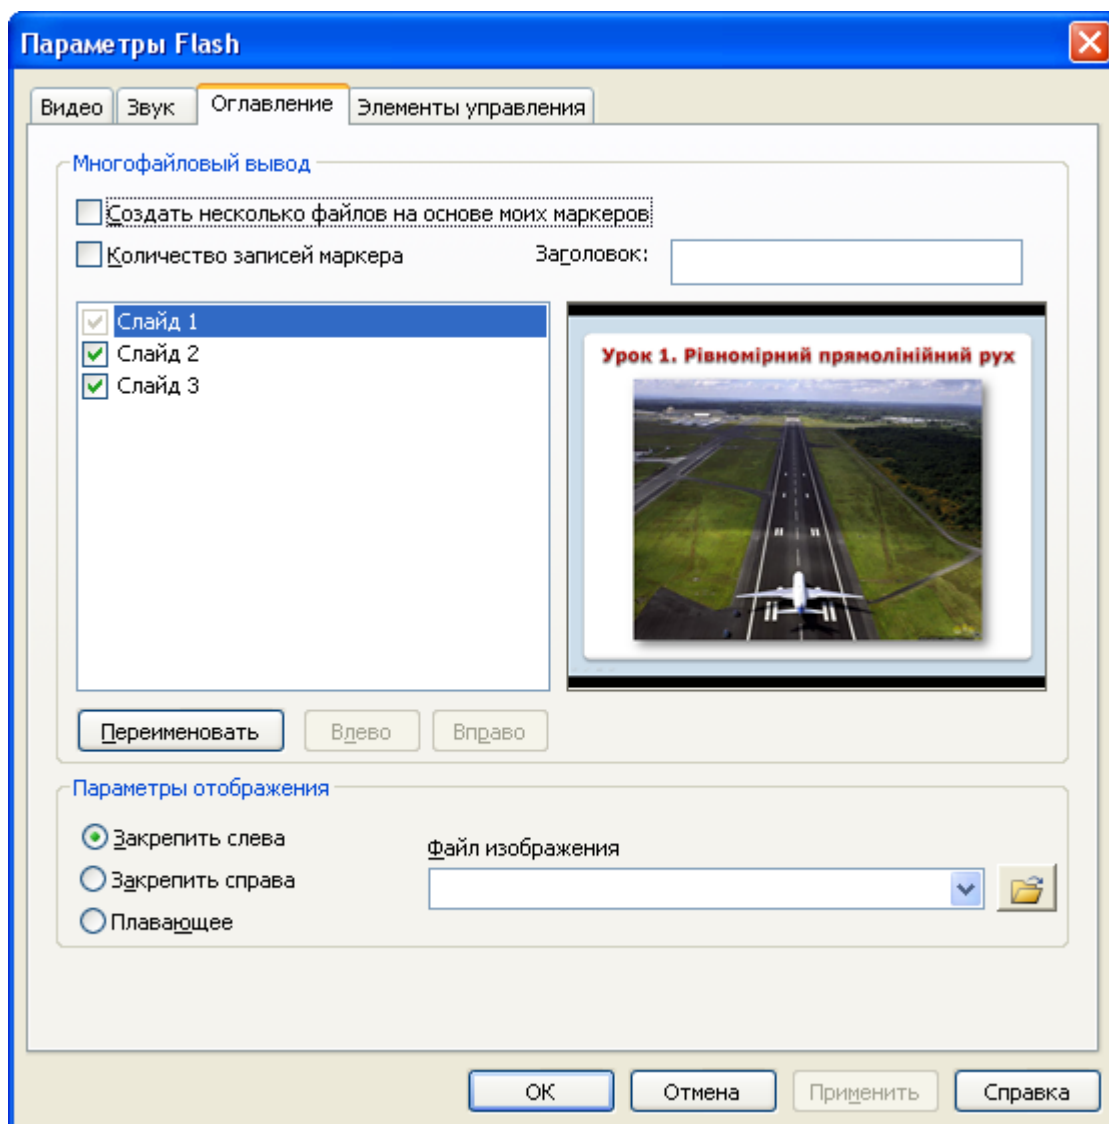 Параметры Flash
Видео Звук Оглавление Элементы управления
Многофайловый вывод
Создать несколько файлов на основе моих маркеров
Количество записей маркера Заголовок:
Слайд 1
Слайд 2
Слайд 3
Урок 1. Рівномірний прямолінійний рух
Переименовать Влево Вправо
Параметры отображения
Закрепить слева
Файл изображения
Закрепить справа
Плавающее
ОК Отмена Применить Справка